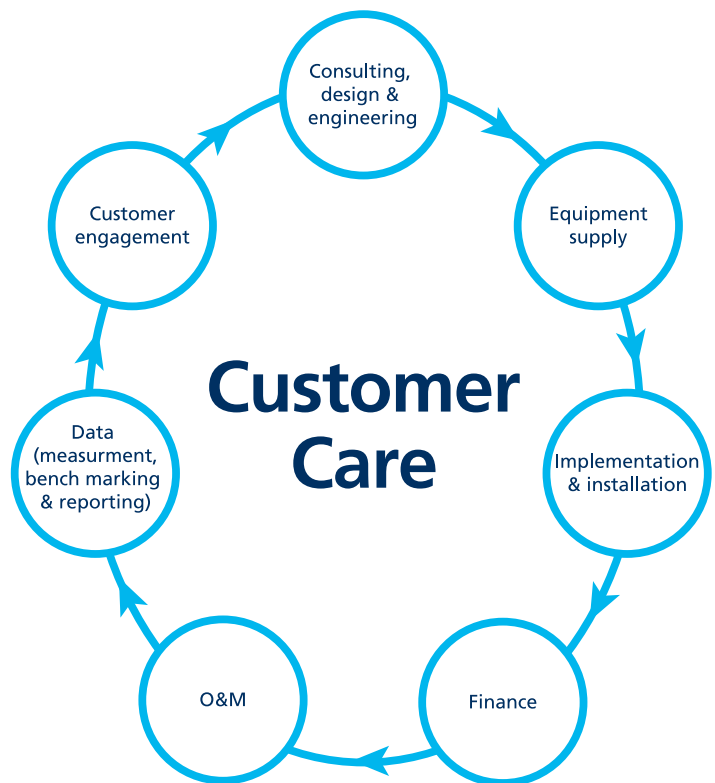 Consulting,
design &
engineering
Equipment
supply
Implementation
& installation
Finance
O&M
Data
(measurment,
bench marking
& reporting)
Customer
engagement
Customer
Care